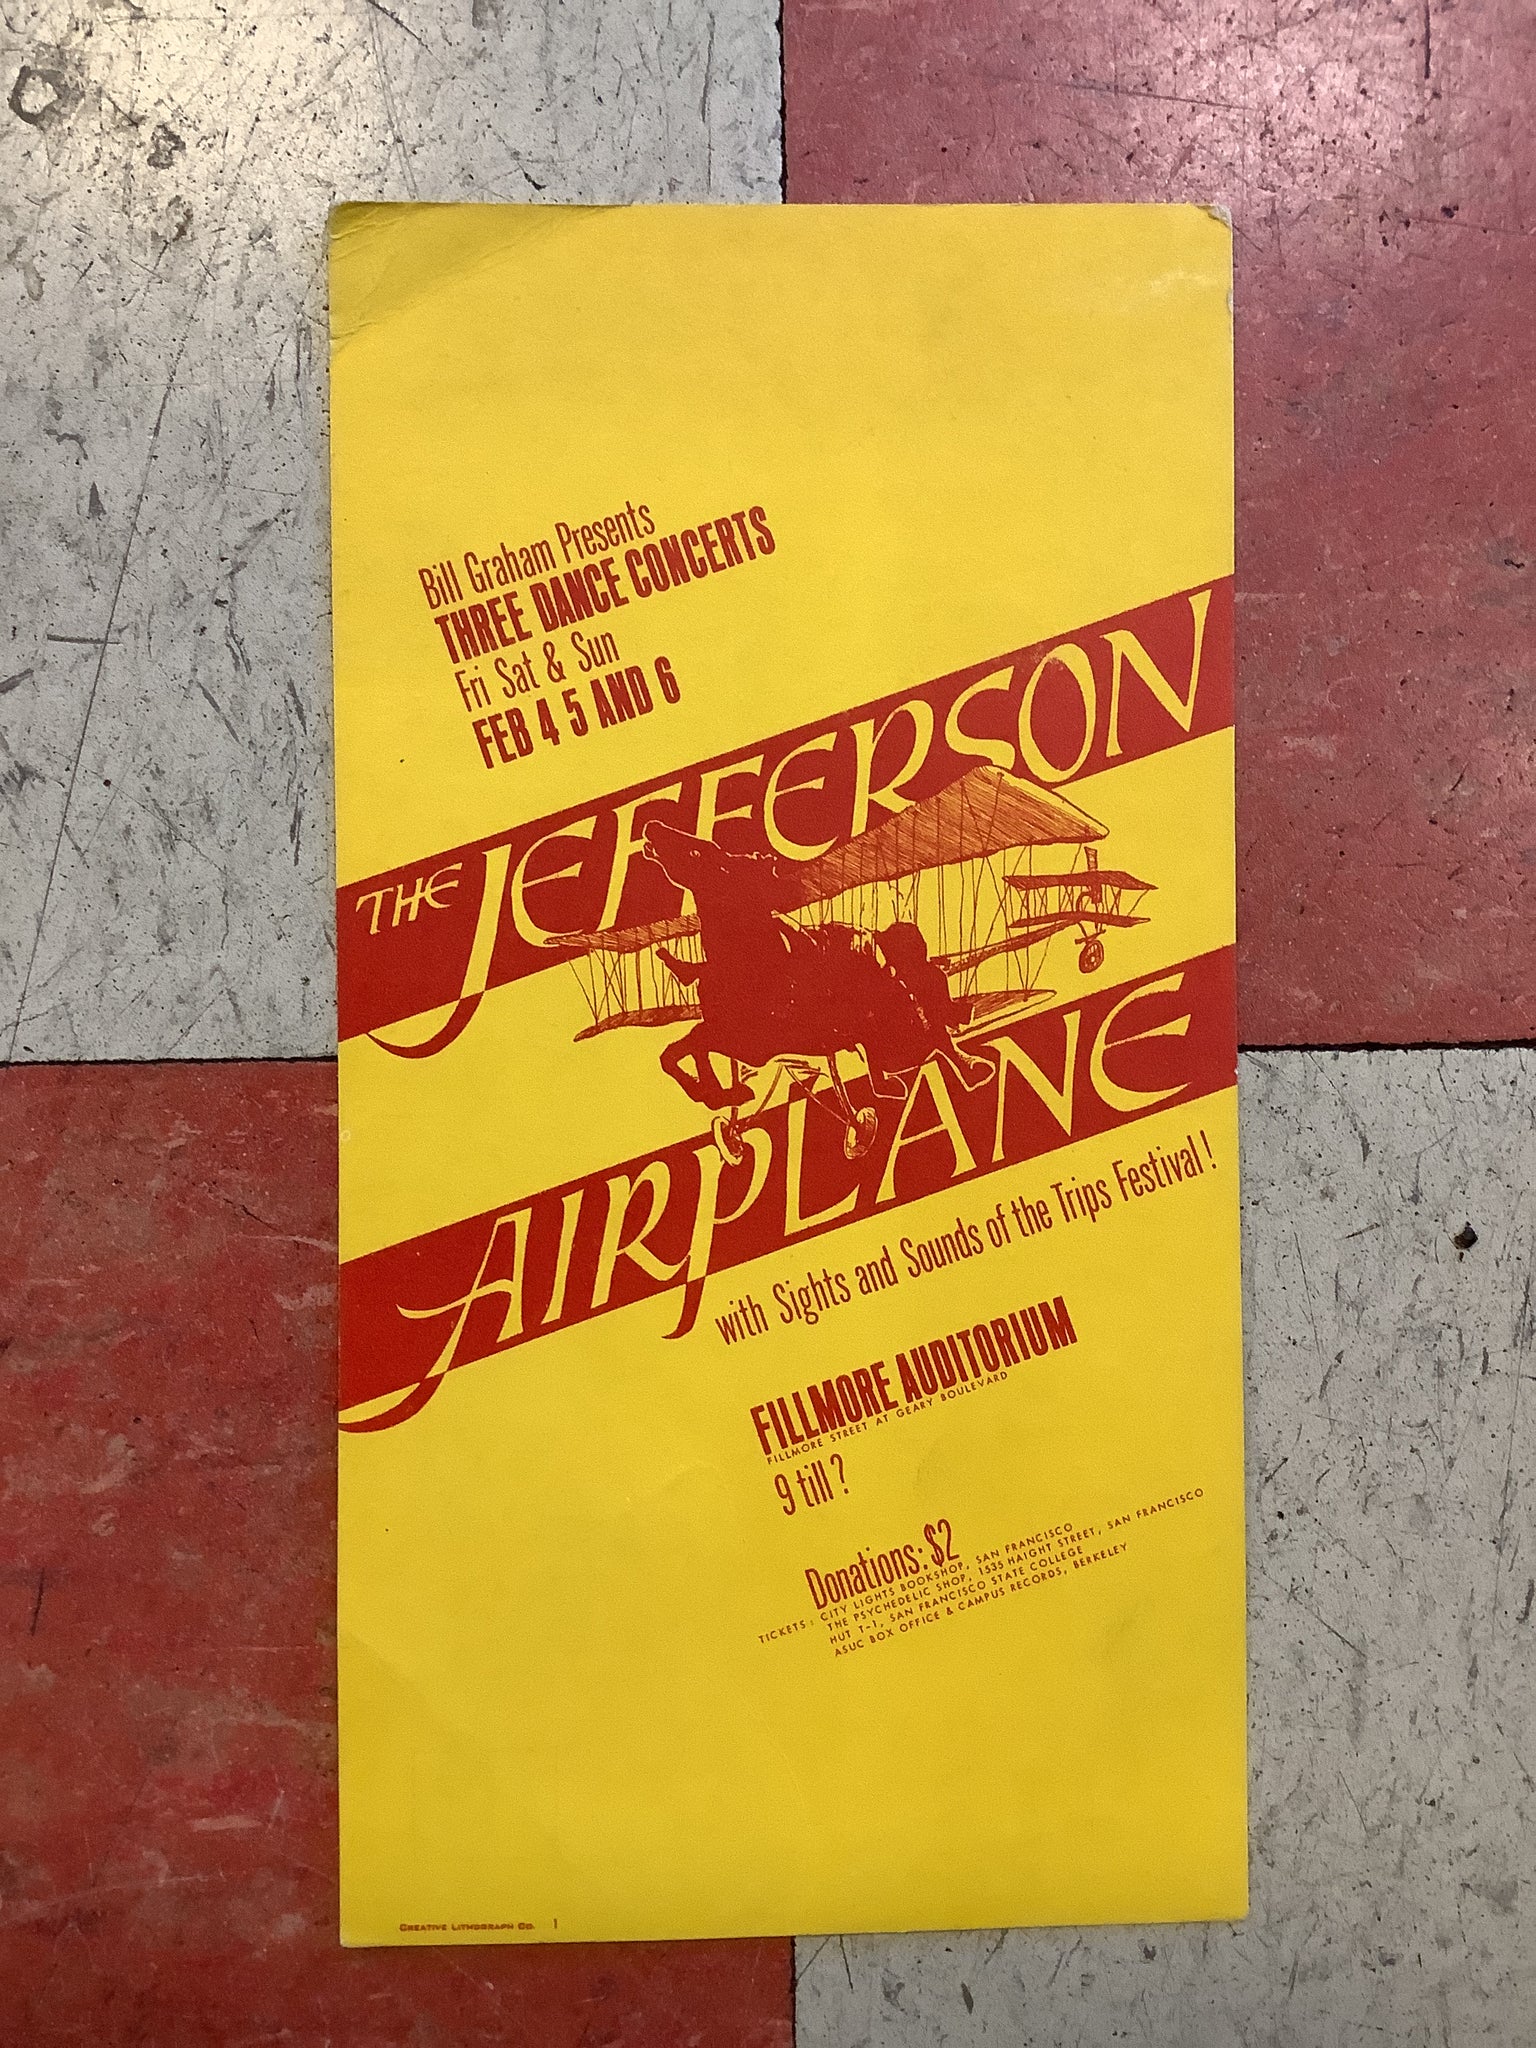 Bill Graham Presents
THREE DANCE CONCERTS
Fri Sat & Sun
FEB 4 5 AND 6
THE JEFFERSON
AIRPLANE
with Sights and Sounds of the Trips Festival!
FILLMORE AUDITORIUM
FILLMORE STREET AT GEARY BOULEVARD
9 till?
Donations: $2
TICKETS: CITY LIGHTS BOOKSHOP, SAN FRANCISCO
THE PSYCHEDELIC SHOP, 1535 HAIGHT STREET, SAN FRANCISCO
HUT T-1, SAN FRANCISCO STATE COLLEGE
ASUC BOX OFFICE & CAMPUS RECORDS, BERKELEY
CREATIVE LITHOGRAPH CO. 1